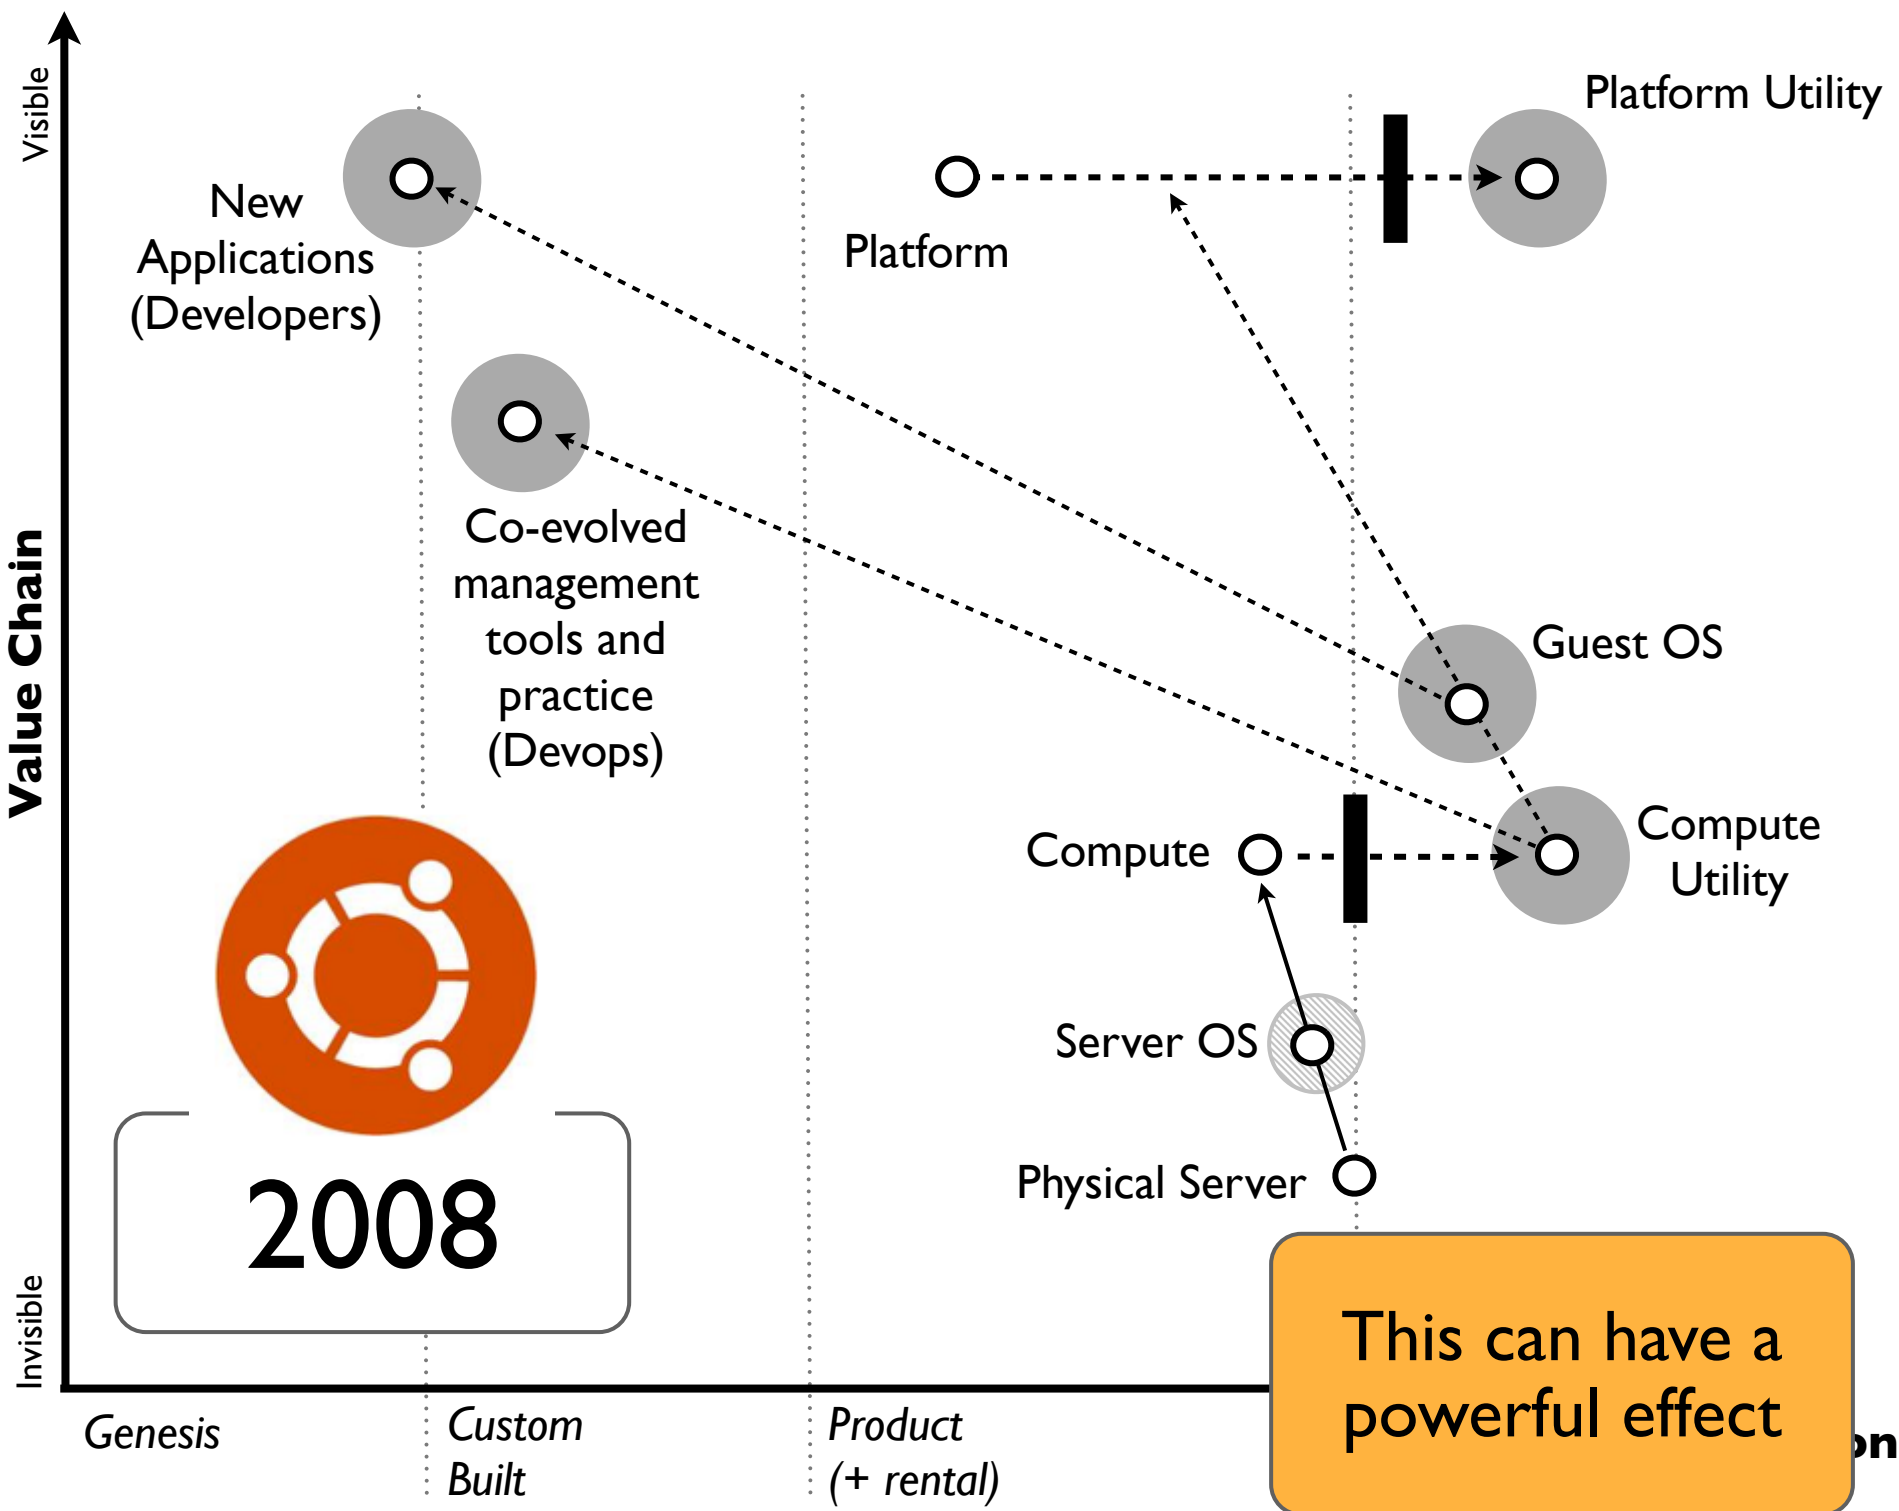 Visible
Value Chain
Invisible
Platform Utility
New
Applications
(Developers)
Platform
Co-evolved
management
tools and
practice
(Devops)
Guest OS
Compute
Compute
Utility
Server OS
Physical Server
2008
This can have a
powerful effect
Genesis
Custom
Built
Product
(+ rental)
on